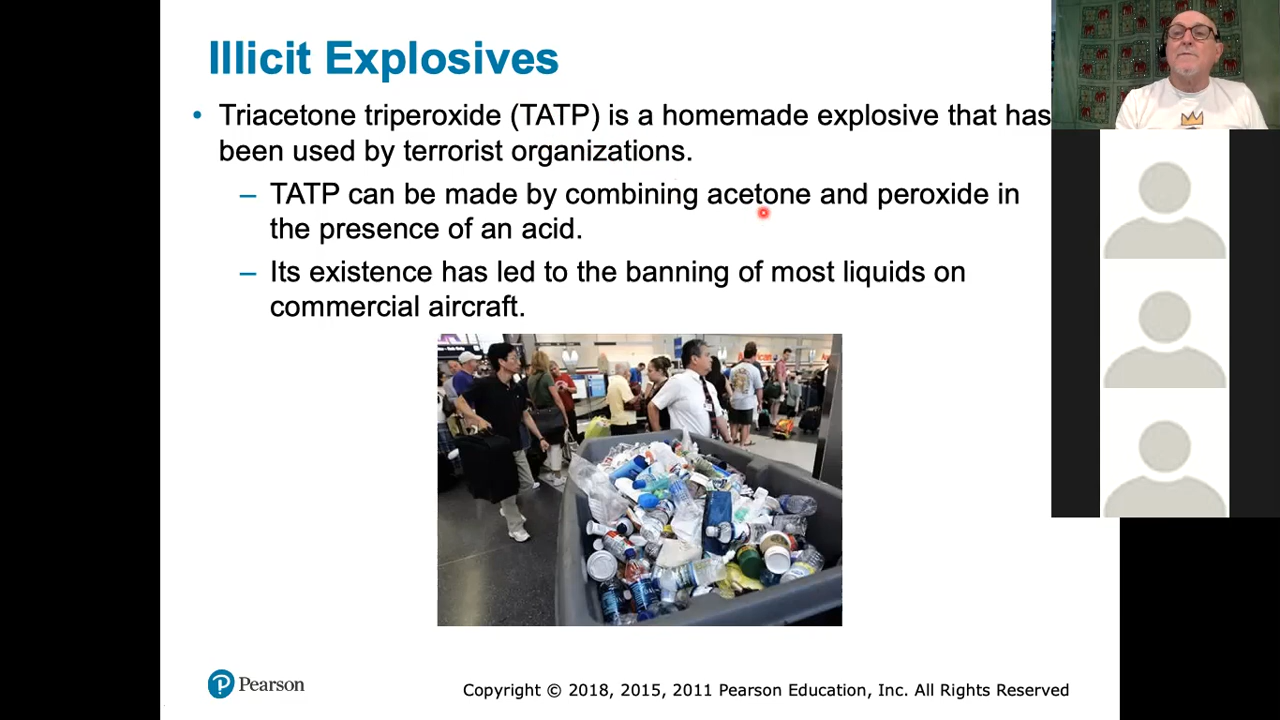 Illicit Explosives
• Triacetone triperoxide (TATP) is a homemade explosive that has
been used by terrorist organizations.
– TATP can be made by combining acetone and peroxide in
the presence of an acid.
– Its existence has led to the banning of most liquids on
commercial aircraft.
Pearson
Copyright © 2018, 2015, 2011 Pearson Education, Inc. All Rights Reserved